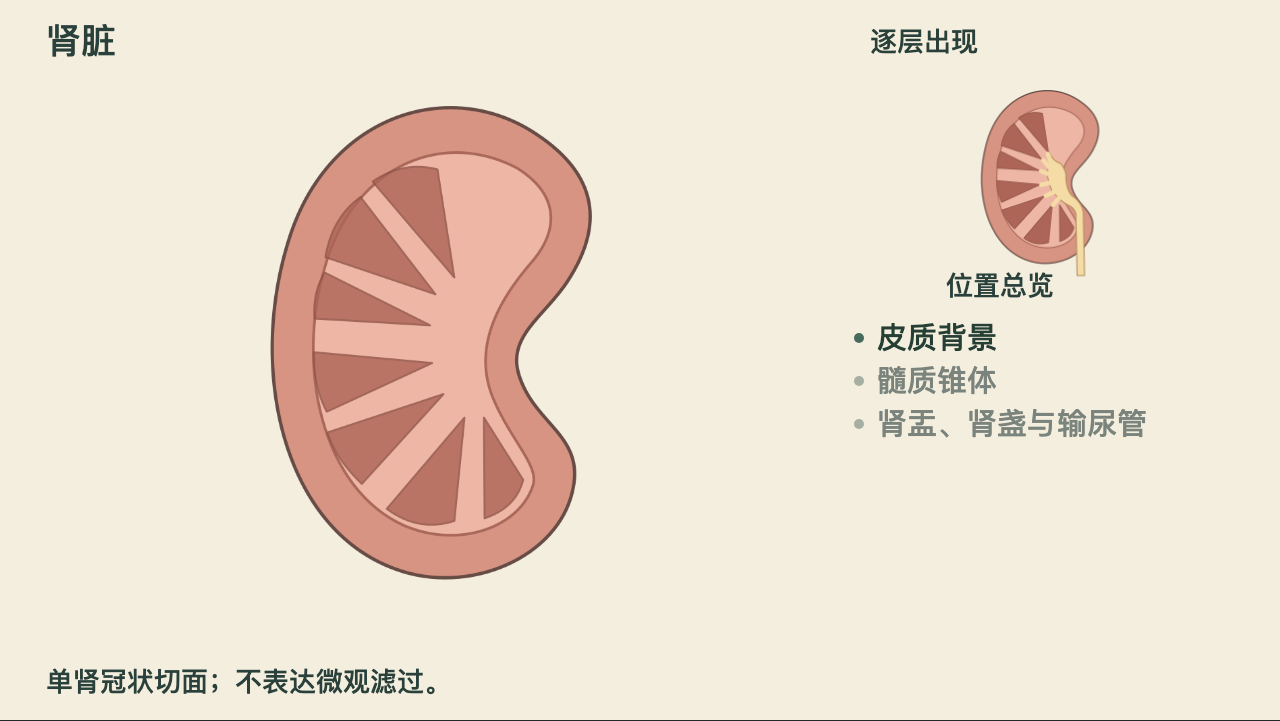 肾脏
逐层出现
位置总览
皮质背景
髓质锥体
肾盂、肾盏与输尿管
单肾冠状切面；不表达微观滤过。